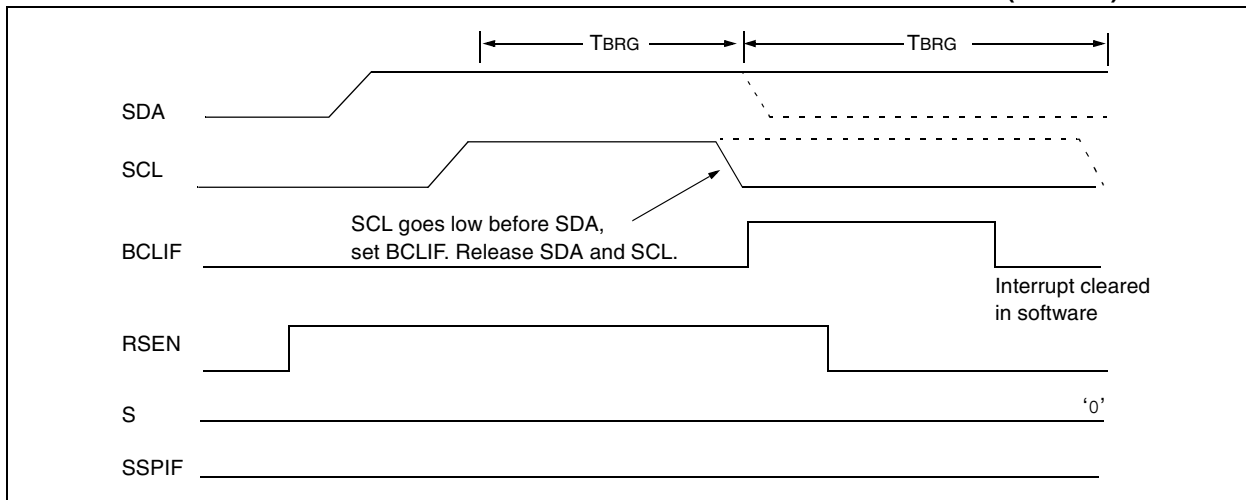 TBRG
TBRG
SDA
SCL
SCL goes low before SDA,
set BCLIF. Release SDA and SCL.
BCLIF
Interrupt cleared
in software
RSEN
S
‘0’
SSPIF